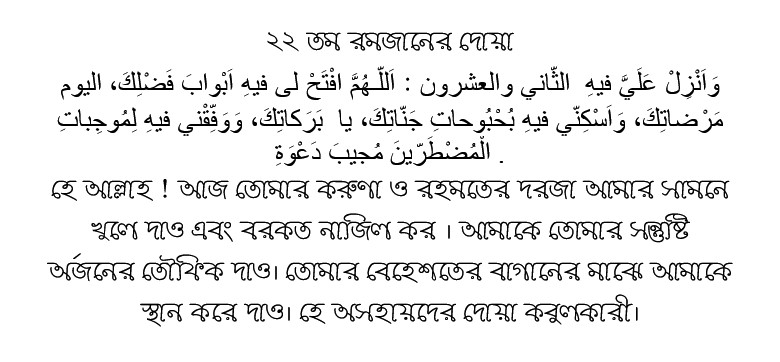 ২২ তম রমজানের দোয়া
وَاَنْزِلْ عَلَيَّ فيهِ الثّاني والعشرون : اَللّـهُمَّ افْتَحْ لى فيهِ اَبْوابَ فَضْلِكَ، اليوم
مَرْضاتِكَ، وَاَسْكِنّي فيهِ بُحْبُوحاتِ جَنّاتِكَ، يا بَرَكاتِكَ، وَوَفِّقْني فيهِ لِمُوجِباتِ
. الْمُضْطَرّينَ مُجيبَ دَعْوَةِ
হে আল্লাহ ! আজ তোমার করুণা ও রহমতের দরজা আমার সামনে
খুলে দাও এবং বরকত নাজিল কর । আমাকে তোমার সন্তুষ্টি
অর্জনের তৌফিক দাও। তোমার বেহেশতের বাগানের মাঝে আমাকে
স্থান করে দাও। হে অসহায়দের দোয়া কবুলকারী।